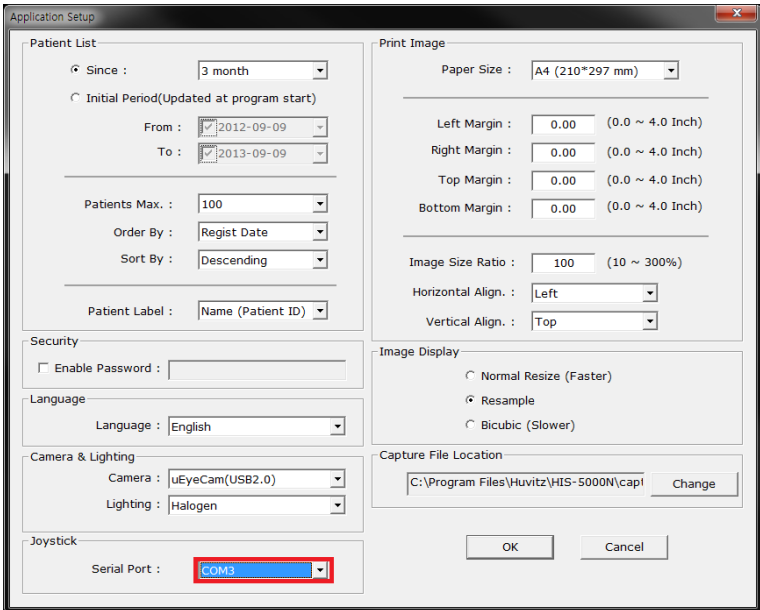 Application Setup
Patient List
Since : 3 month
Initial Period(Updated at program start)
From : 2012-09-09
To : 2013-09-09
Patients Max. : 100
Order By : Regist Date
Sort By : Descending
Patient Label : Name (Patient ID)
Security
Enable Password :
Language
Language : English
Camera & Lighting
Camera : uEyeCam(USB2.0)
Lighting : Halogen
Joystick
Serial Port : COM3
Print Image
Paper Size : A4 (210*297 mm)
Left Margin : 0.00 (0.0 ~ 4.0 Inch)
Right Margin : 0.00 (0.0 ~ 4.0 Inch)
Top Margin : 0.00 (0.0 ~ 4.0 Inch)
Bottom Margin : 0.00 (0.0 ~ 4.0 Inch)
Image Size Ratio : 100 (10 ~ 300%)
Horizontal Align. : Left
Vertical Align. : Top
Image Display
Normal Resize (Faster)
Resample
Bicubic (Slower)
Capture File Location
C:\Program Files\Huvitz\HIS-5000N\capt Change
OK Cancel